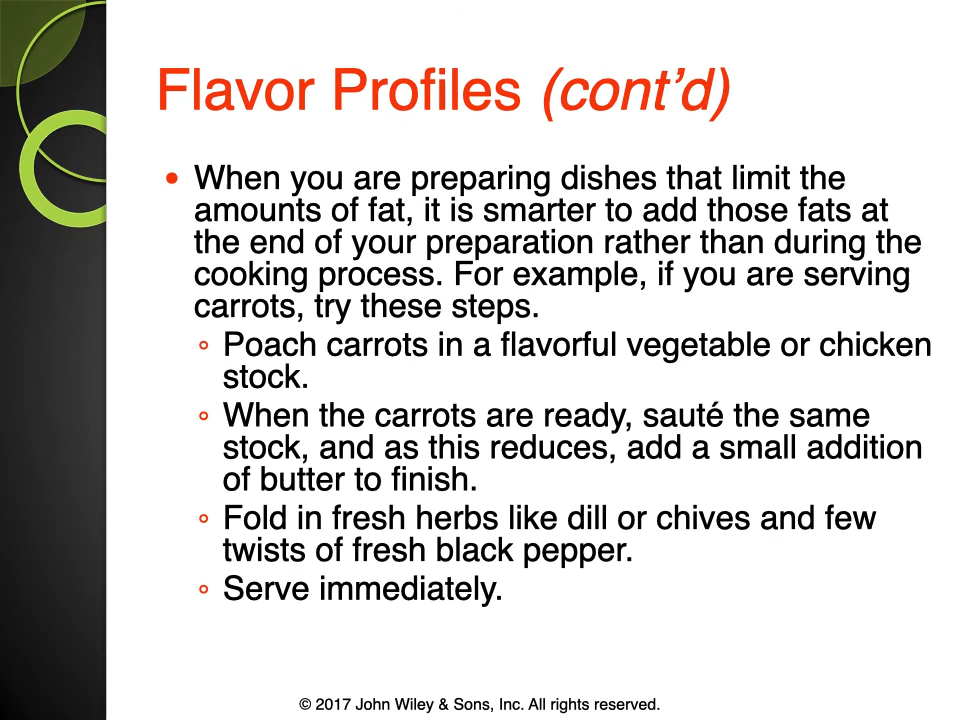 Flavor Profiles (cont’d)
• When you are preparing dishes that limit the
amounts of fat, it is smarter to add those fats at
the end of your preparation rather than during the
cooking process. For example, if you are serving
carrots, try these steps.
◦ Poach carrots in a flavorful vegetable or chicken
stock.
◦ When the carrots are ready, sauté the same
stock, and as this reduces, add a small addition
of butter to finish.
◦ Fold in fresh herbs like dill or chives and few
twists of fresh black pepper.
◦ Serve immediately.
© 2017 John Wiley & Sons, Inc. All rights reserved.